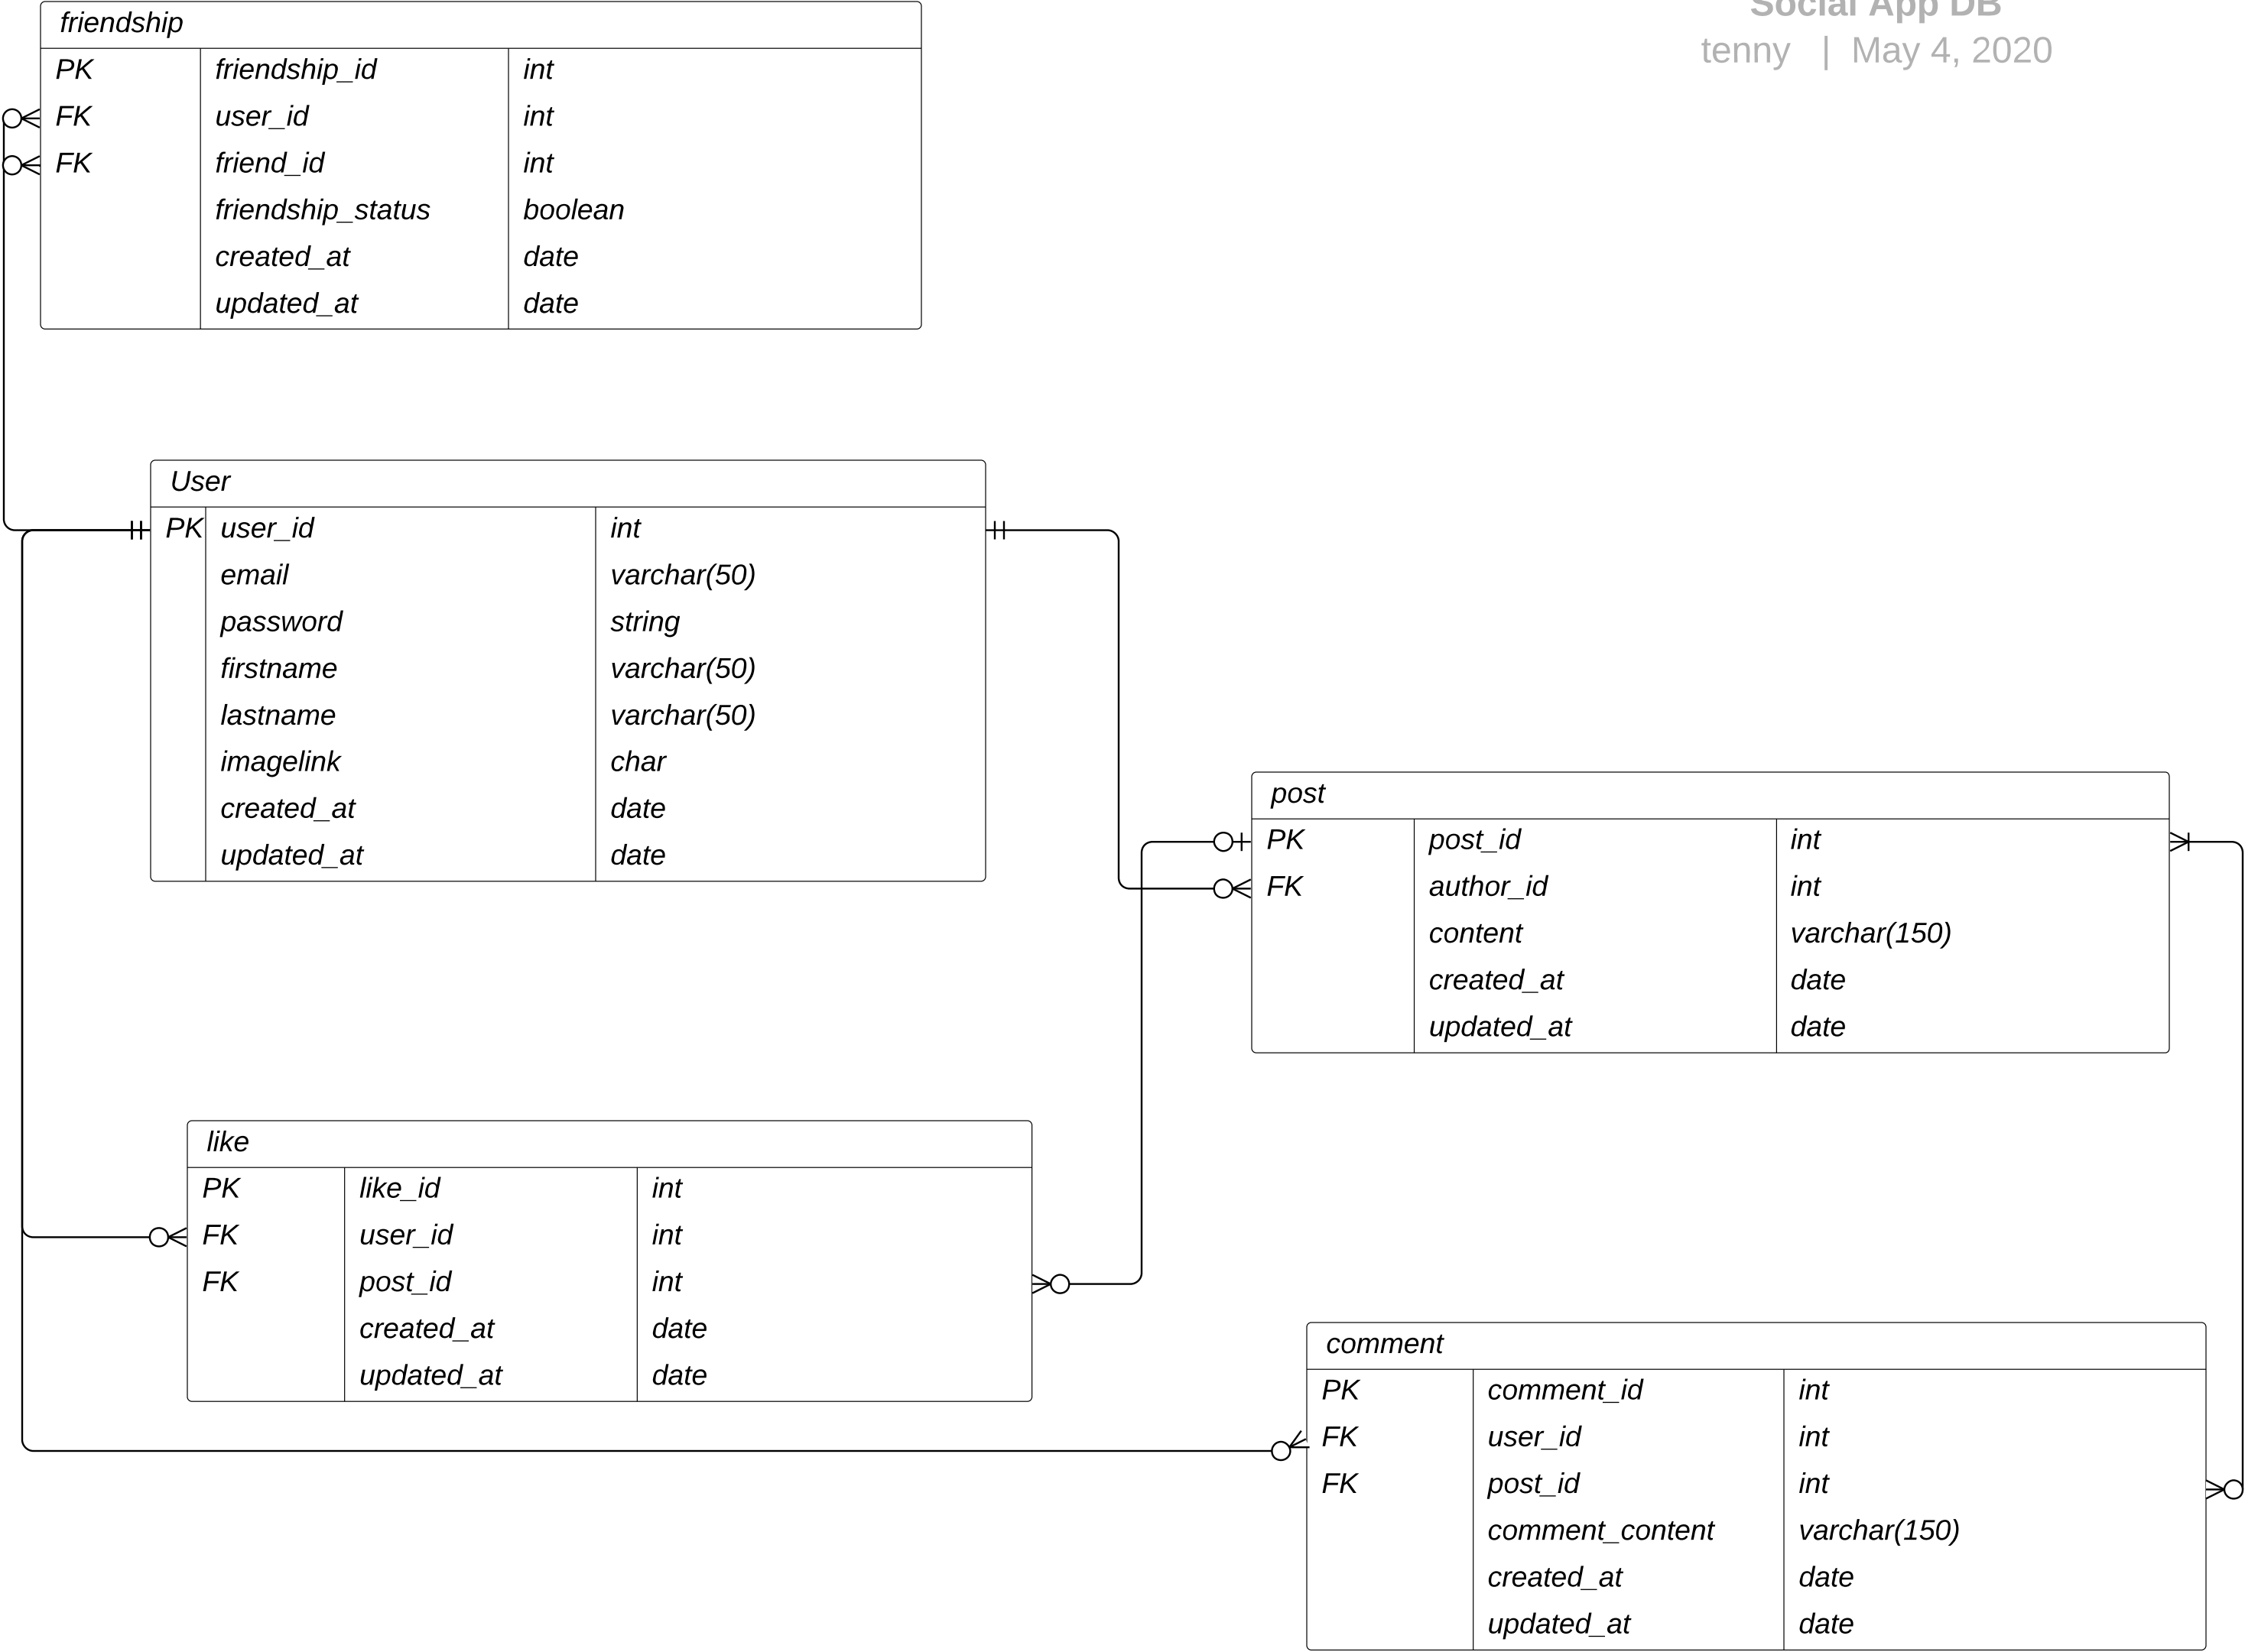 Social App DB
tenny | May 4, 2020
friendship
PK friendship_id int
FK user_id int
FK friend_id int
friendship_status boolean
created_at date
updated_at date
User
PK user_id int
email varchar(50)
password string
firstname varchar(50)
lastname varchar(50)
imagelink char
created_at date
updated_at date
post
PK post_id int
FK author_id int
content varchar(150)
created_at date
updated_at date
like
PK like_id int
FK user_id int
FK post_id int
created_at date
updated_at date
comment
PK comment_id int
FK user_id int
FK post_id int
comment_content varchar(150)
created_at date
updated_at date